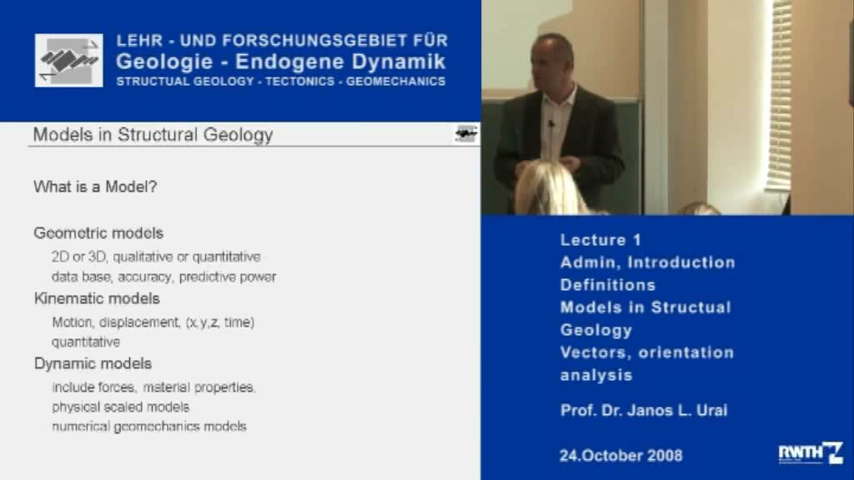 LEHR - UND FORSCHUNGSGEBIET FÜR
Geologie - Endogene Dynamik
STRUCTUAL GEOLOGY - TECTONICS - GEOMECHANICS
Models in Structural Geology
What is a Model?
Geometric models
2D or 3D, qualitative or quantitative
data base, accuracy, predictive power
Kinematic models
Motion, displacement, (x,y,z, time)
quantitative
Dynamic models
include forces, material properties,
physical scaled models
numerical geomechanics models
Lecture 1
Admin, Introduction
Definitions
Models in Structual
Geology
Vectors, orientation
analysis
Prof. Dr. Janos L. Urai
24.October 2008
RWTH